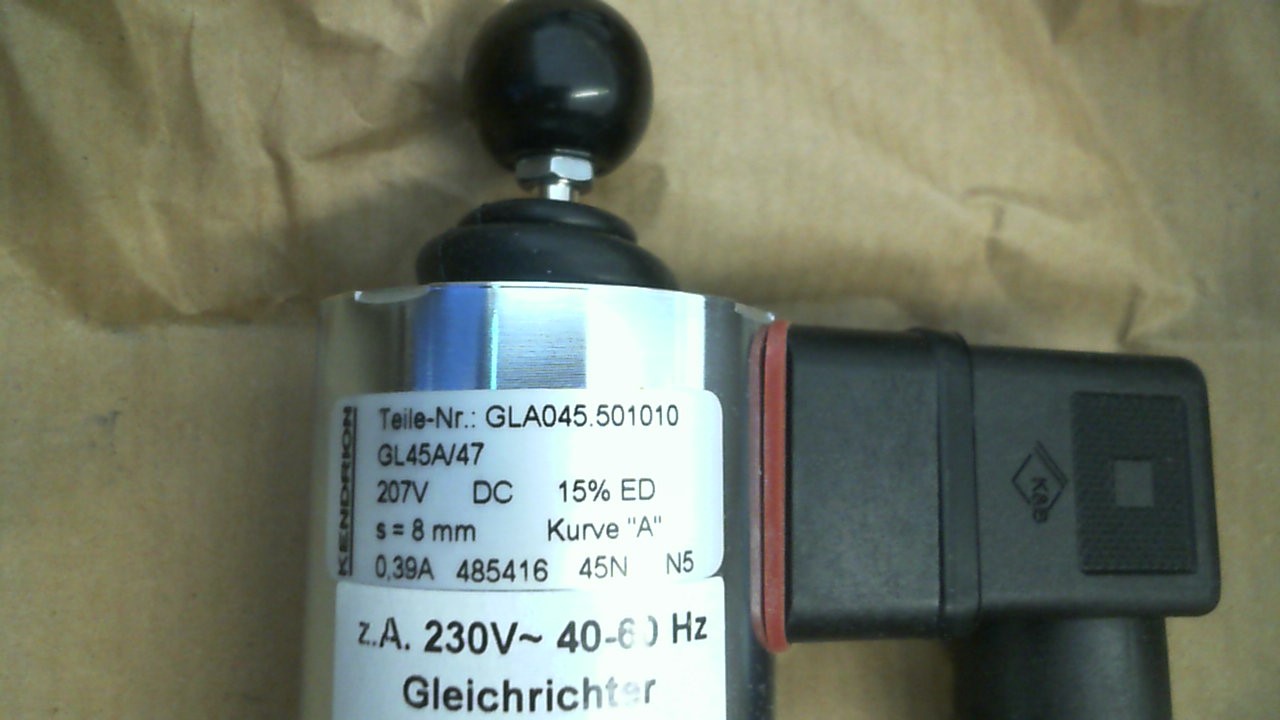 KENDRION
Teile-Nr.: GLA045.501010
GL45A/47
207V DC 15% ED
s = 8 mm Kurve "A"
0,39A 485416 45N N5
z.A. 230V~ 40-60 Hz
Gleichrichter